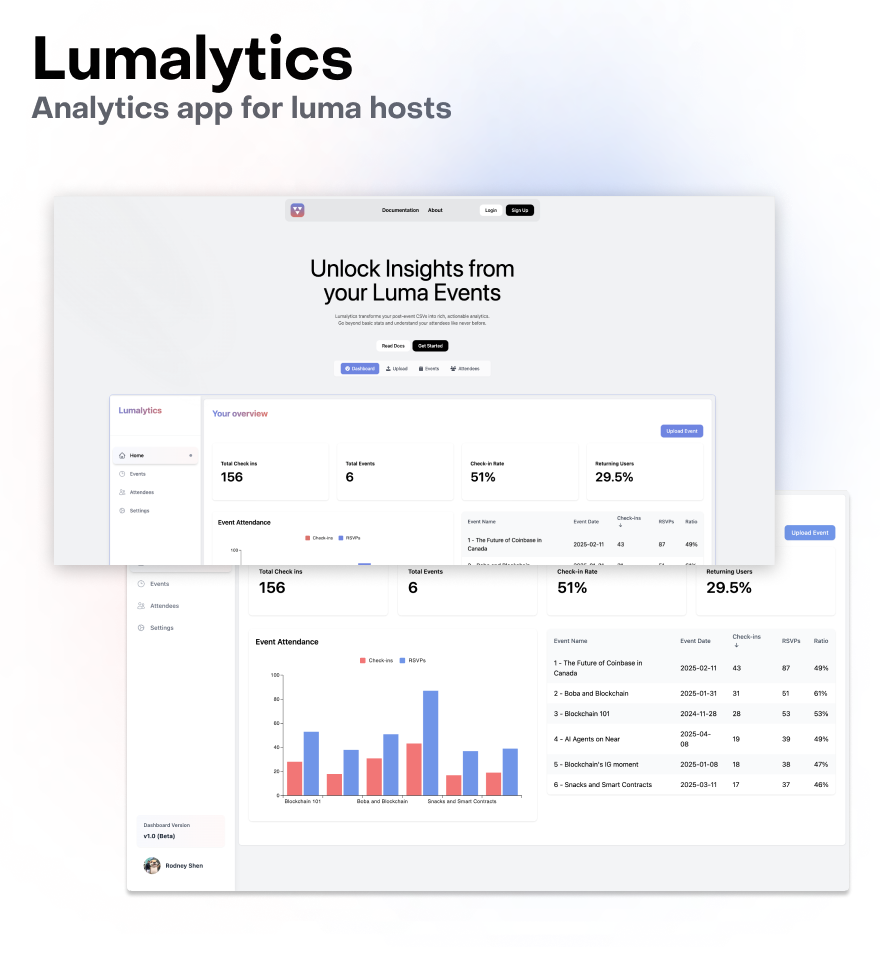 Lumalytics
Analytics app for luma hosts
Documentation About Login Sign Up
Unlock Insights from
your Luma Events
Lumalytics transforms your post-event CSVs into rich, actionable analytics.
Go beyond basic stats and understand your attendees like never before.
Read Docs Get Started
Dashboard Upload Events Attendees
Lumalytics
Home
Events
Attendees
Settings
Your overview
Upload Event
Total Check ins
156
Total Events
6
Check-in Rate
51%
Returning Users
29.5%
Event Attendance
Check-ins RSVPs
100
Event Name Event Date Check-ins ↓ RSVPs Ratio
1 - The Future of Coinbase in
Canada 2025-02-11 43 87 49%
Upload Event
Events
Attendees
Settings
Total Check ins
156
Total Events
6
Check-in Rate
51%
Returning Users
29.5%
Event Attendance
Check-ins RSVPs
100
80
60
40
20
0
Blockchain 101 Boba and Blockchain Snacks and Smart Contracts
Event Name Event Date Check-ins ↓ RSVPs Ratio
1 - The Future of Coinbase in
Canada 2025-02-11 43 87 49%
2 - Boba and Blockchain 2025-01-31 31 51 61%
3 - Blockchain 101 2024-11-28 28 53 53%
4 - AI Agents on Near 2025-04-
08 19 39 49%
5 - Blockchain's IG moment 2025-01-08 18 38 47%
6 - Snacks and Smart Contracts 2025-03-11 17 37 46%
Dashboard Version
v1.0 (Beta)
Rodney Shen